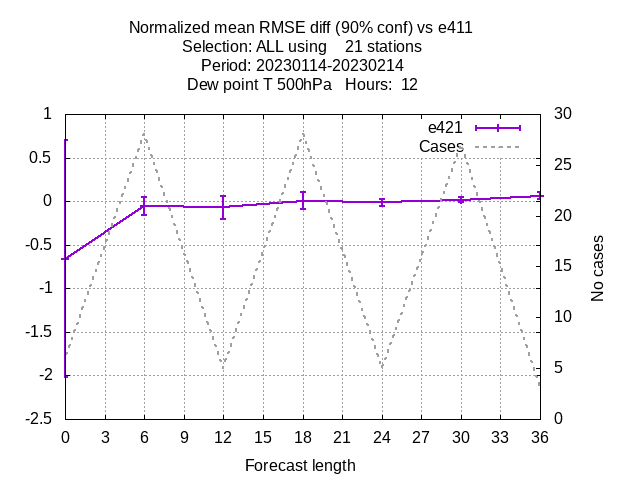 Normalized mean RMSE diff (90% conf) vs e411
Selection: ALL using    21 stations
Period: 20230114-20230214
Dew point T 500hPa   Hours:  12
1
0.5
0
-0.5
-1
-1.5
-2
-2.5
30
25
20
15
10
5
0
e421
Cases
No cases
0 3 6 9 12 15 18 21 24 27 30 33 36
Forecast length